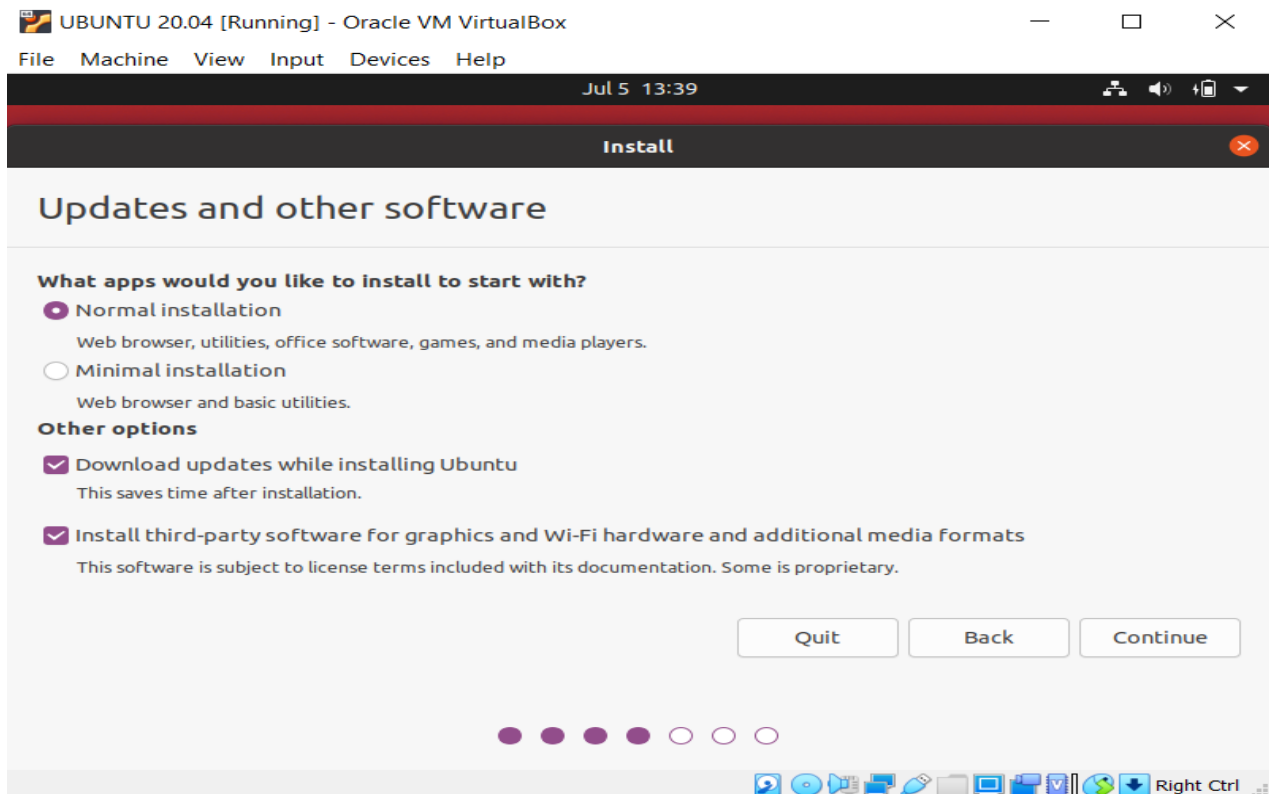 UBUNTU 20.04 [Running] - Oracle VM VirtualBox
File Machine View Input Devices Help
Jul 5 13:39
Install
Updates and other software
What apps would you like to install to start with?
Normal installation
Web browser, utilities, office software, games, and media players.
Minimal installation
Web browser and basic utilities.
Other options
Download updates while installing Ubuntu
This saves time after installation.
Install third-party software for graphics and Wi-Fi hardware and additional media formats
This software is subject to license terms included with its documentation. Some is proprietary.
Quit Back Continue
Right Ctrl